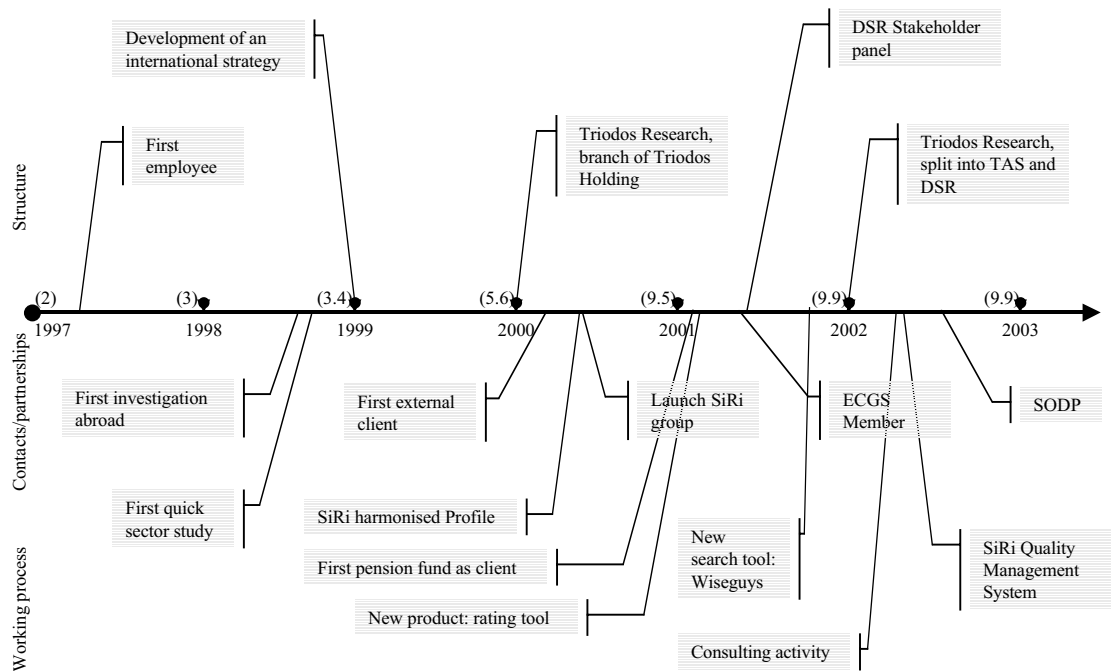 Development of an
international strategy
DSR Stakeholder
panel
First
employee
Triodos Research,
branch of Triodos
Holding
Triodos Research,
split into TAS and
DSR
Structure
(2)
(3)
(3.4)
(5.6)
(9.5)
(9.9)
(9.9)
1997
1998
1999
2000
2001
2002
2003
Contacts/partnerships
First investigation
abroad
First external
client
Launch SiRi
group
ECGS
Member
SODP
First quick
sector study
SiRi harmonised Profile
First pension fund as client
New product: rating tool
New
search tool:
Wiseguys
SiRi Quality
Management
System
Consulting activity
Working process